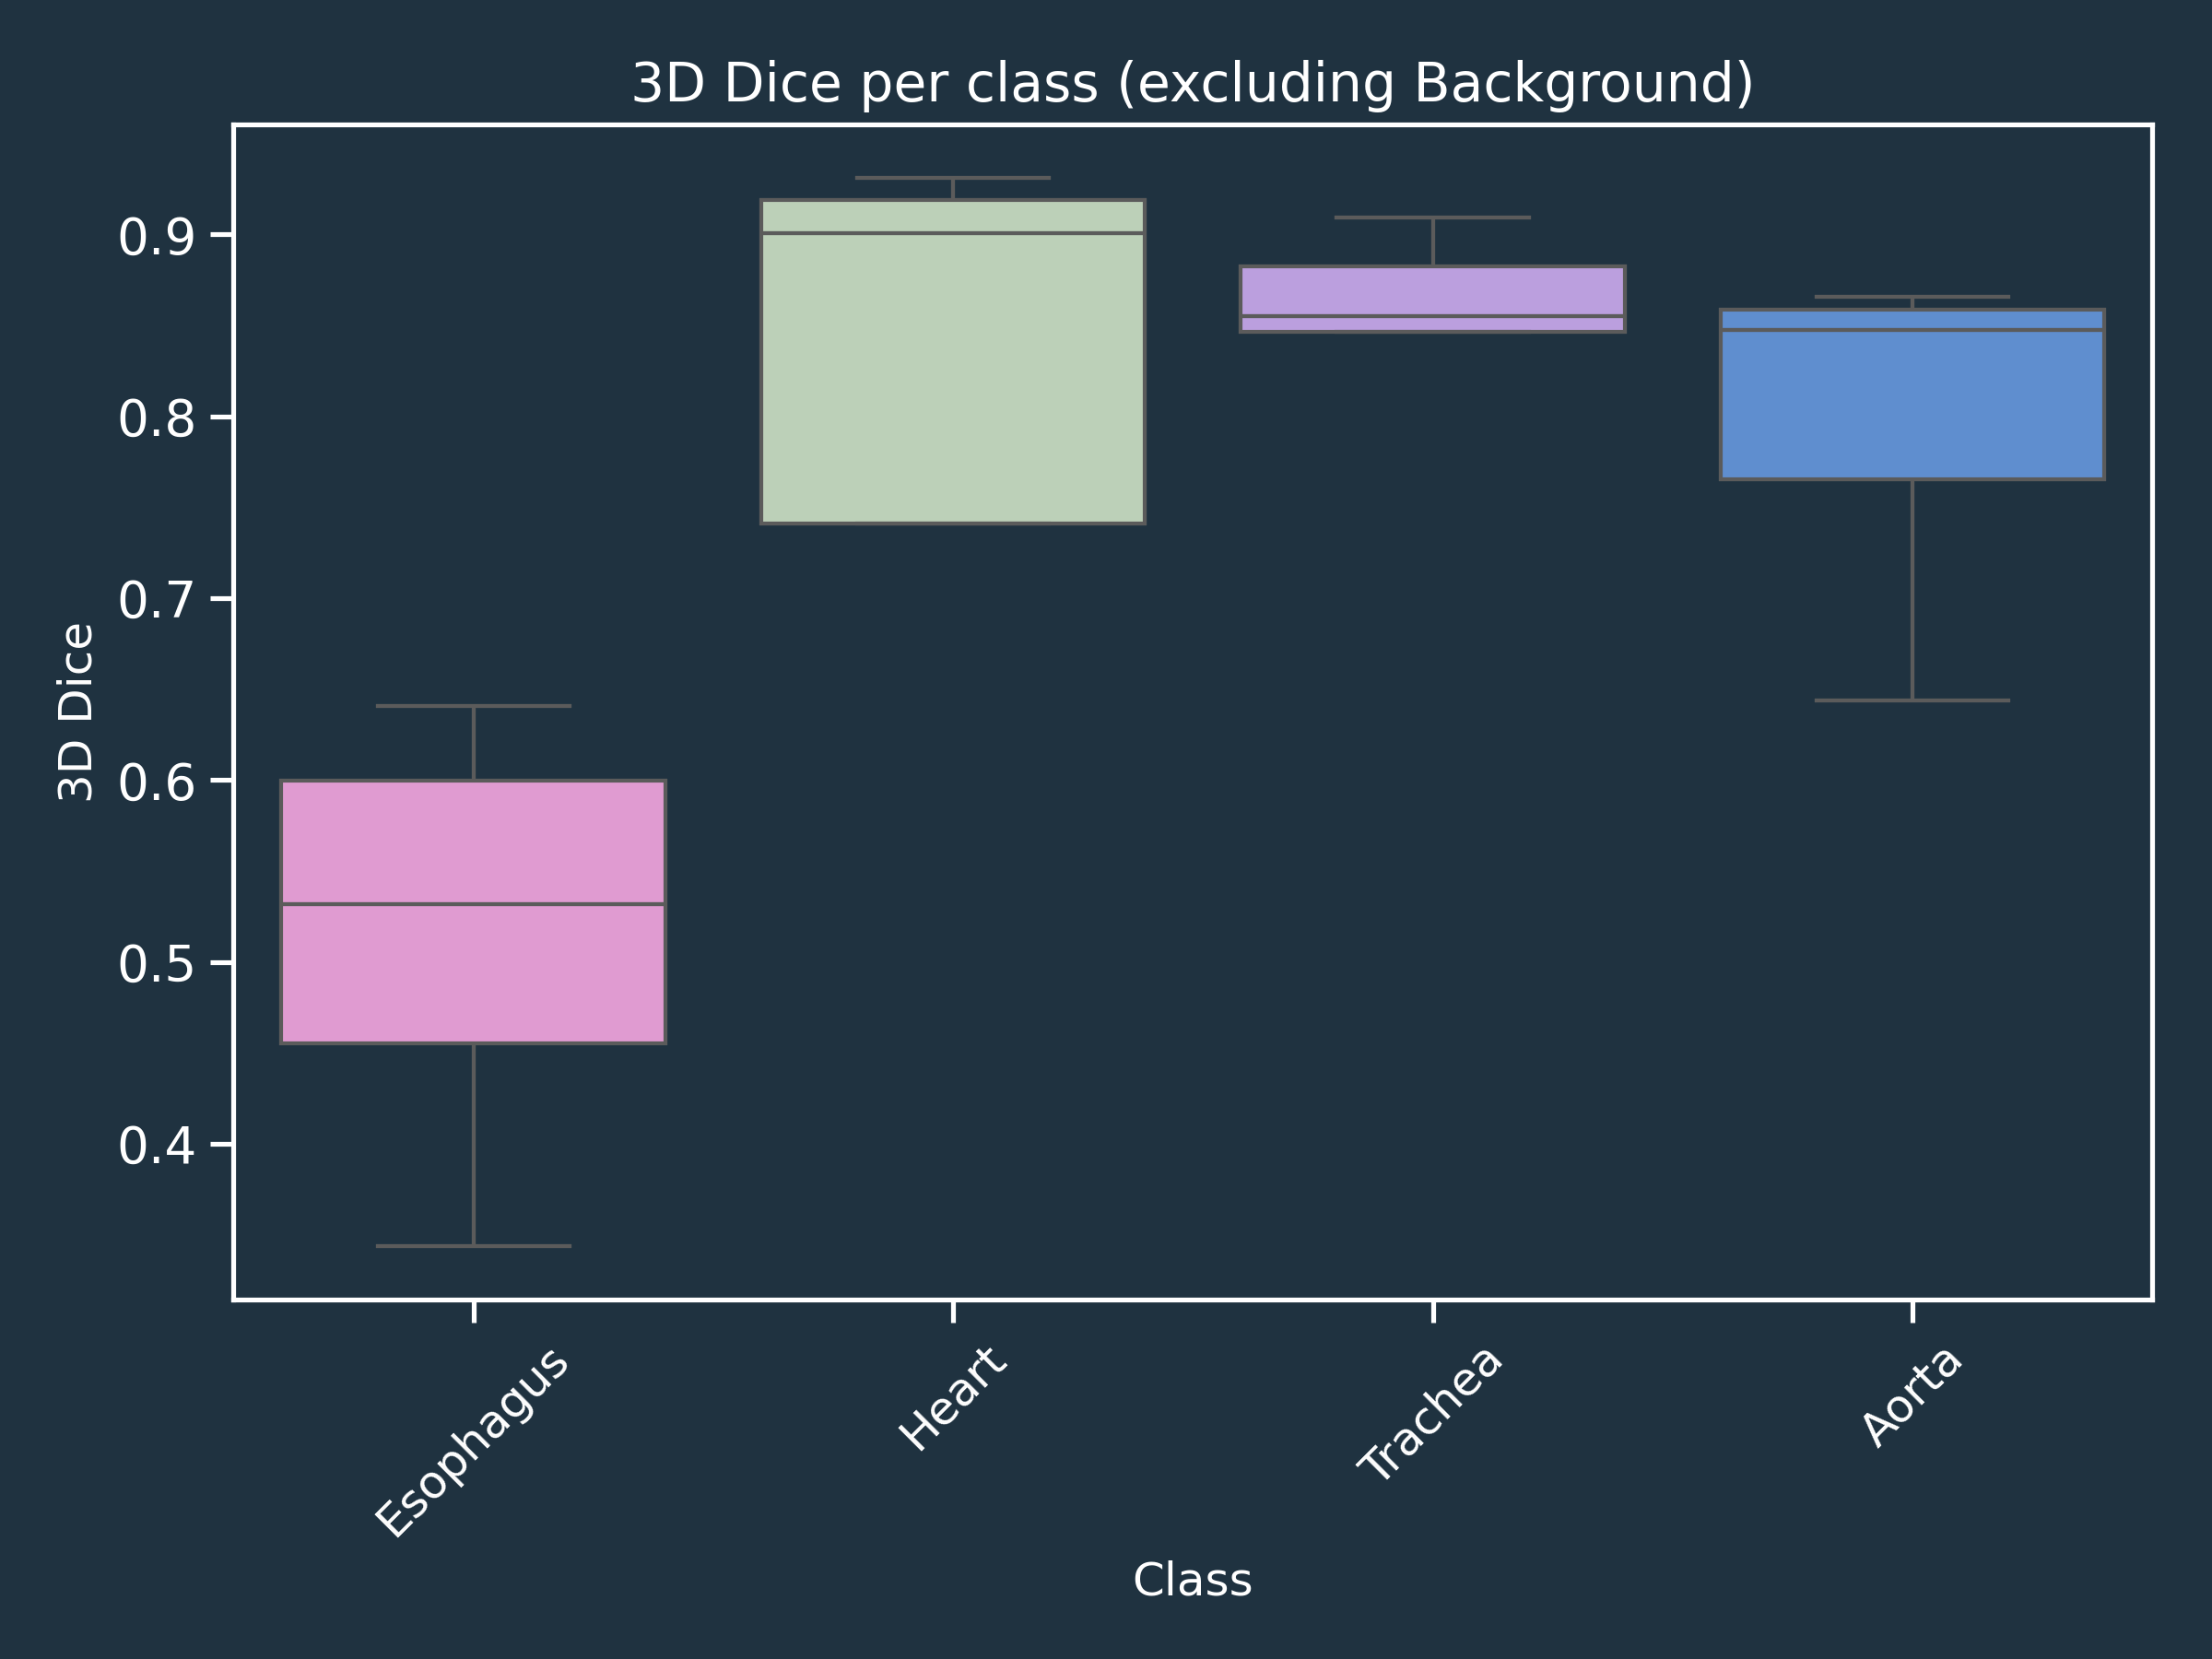 3D Dice per class (excluding Background)
0.9
0.8
0.7
0.6
0.5
0.4
3D Dice
Esophagus
Heart
Trachea
Aorta
Class